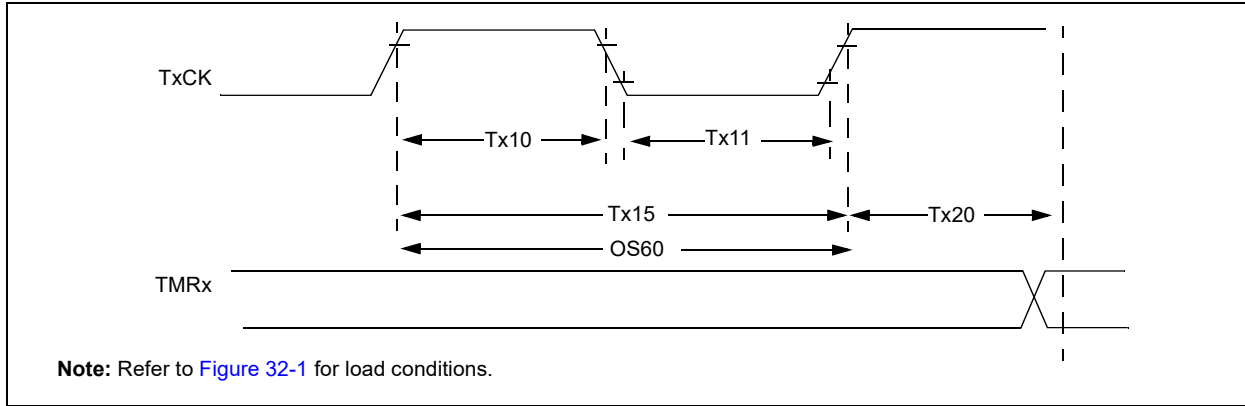 TxCK
Tx10
Tx11
Tx15
Tx20
OS60
TMRx
Note: Refer to Figure 32-1 for load conditions.